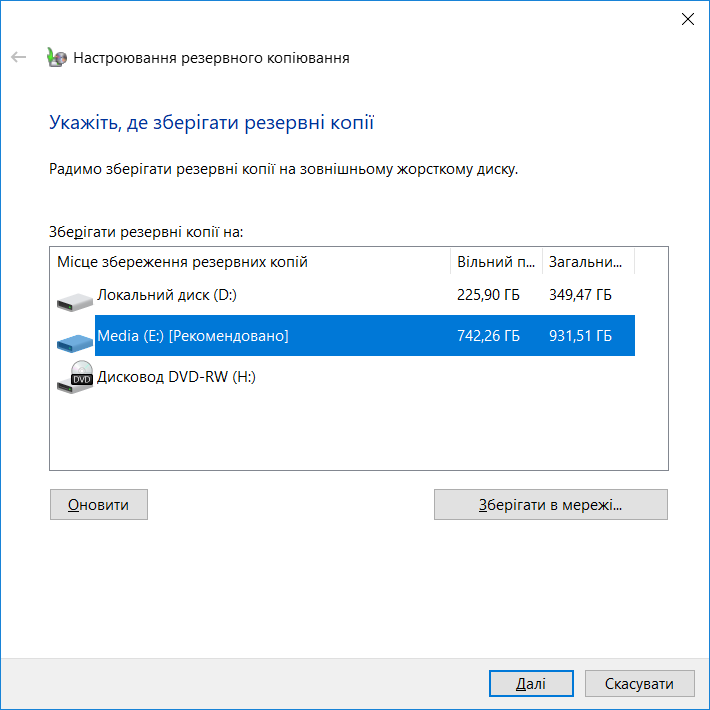 Настроювання резервного копіювання
Укажіть, де зберігати резервні копії
Радимо зберігати резервні копії на зовнішньому жорсткому диску.
Зберігати резервні копії на:
Місце збереження резервних копій Вільний п... Загальни...
Локальний диск (D:) 225,90 ГБ 349,47 ГБ
Media (E:) [Рекомендовано] 742,26 ГБ 931,51 ГБ
DVD Дисковод DVD-RW (H:)
Оновити Зберігати в мережі...
Далі Скасувати